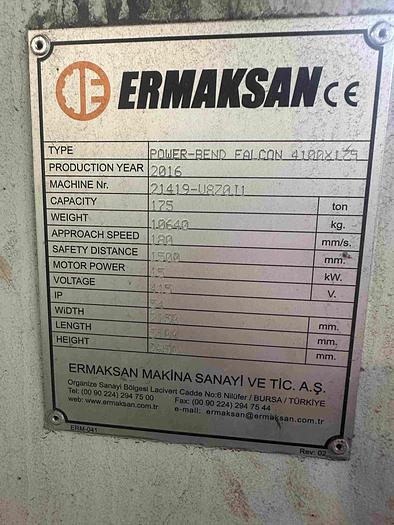 ERMAKSAN CE
TYPE POWER-BEND FALCON 4100X175
PRODUCTION YEAR 2016
MACHINE Nr.
CAPACITY 175 ton
WEIGHT 10640 kg.
APPROACH SPEED 180 mm/s.
SAFETY DISTANCE 1500 mm.
MOTOR POWER 15 kW.
VOLTAGE 415 V.
IP 54
WiDTH mm.
LENGTH mm.
HEIGHT mm.
ERMAKSAN MAKİNA SANAYİ VE TİC. A.Ş.
Organize Sanayi Bölgesi Lacivert Cadde No:6 Nilüfer / BURSA / TÜRKİYE
Tel: (00 90 224) 294 75 00 Fax: (00 90 224) 294 75 44
web: www.ermaksan.com.tr e-mail: ermaksan@ermaksan.com.tr
ERM-041 Rev: 02